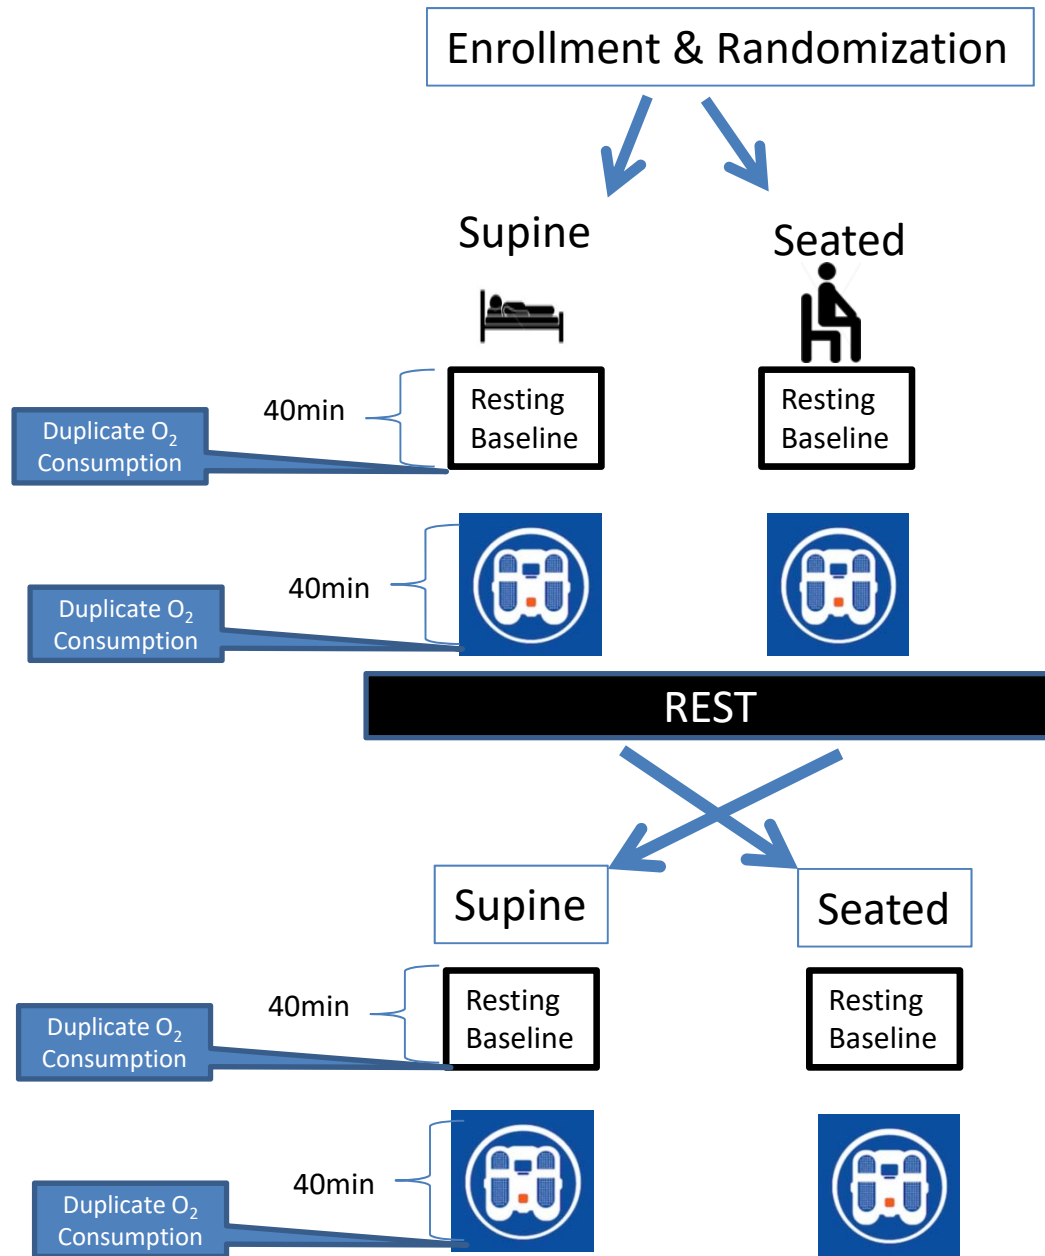 Enrollment & Randomization
Supine
Seated
40min
Resting
Baseline
Resting
Baseline
Duplicate O₂
Consumption
40min
Duplicate O₂
Consumption
REST
Supine
Seated
40min
Resting
Baseline
Resting
Baseline
Duplicate O₂
Consumption
40min
Duplicate O₂
Consumption